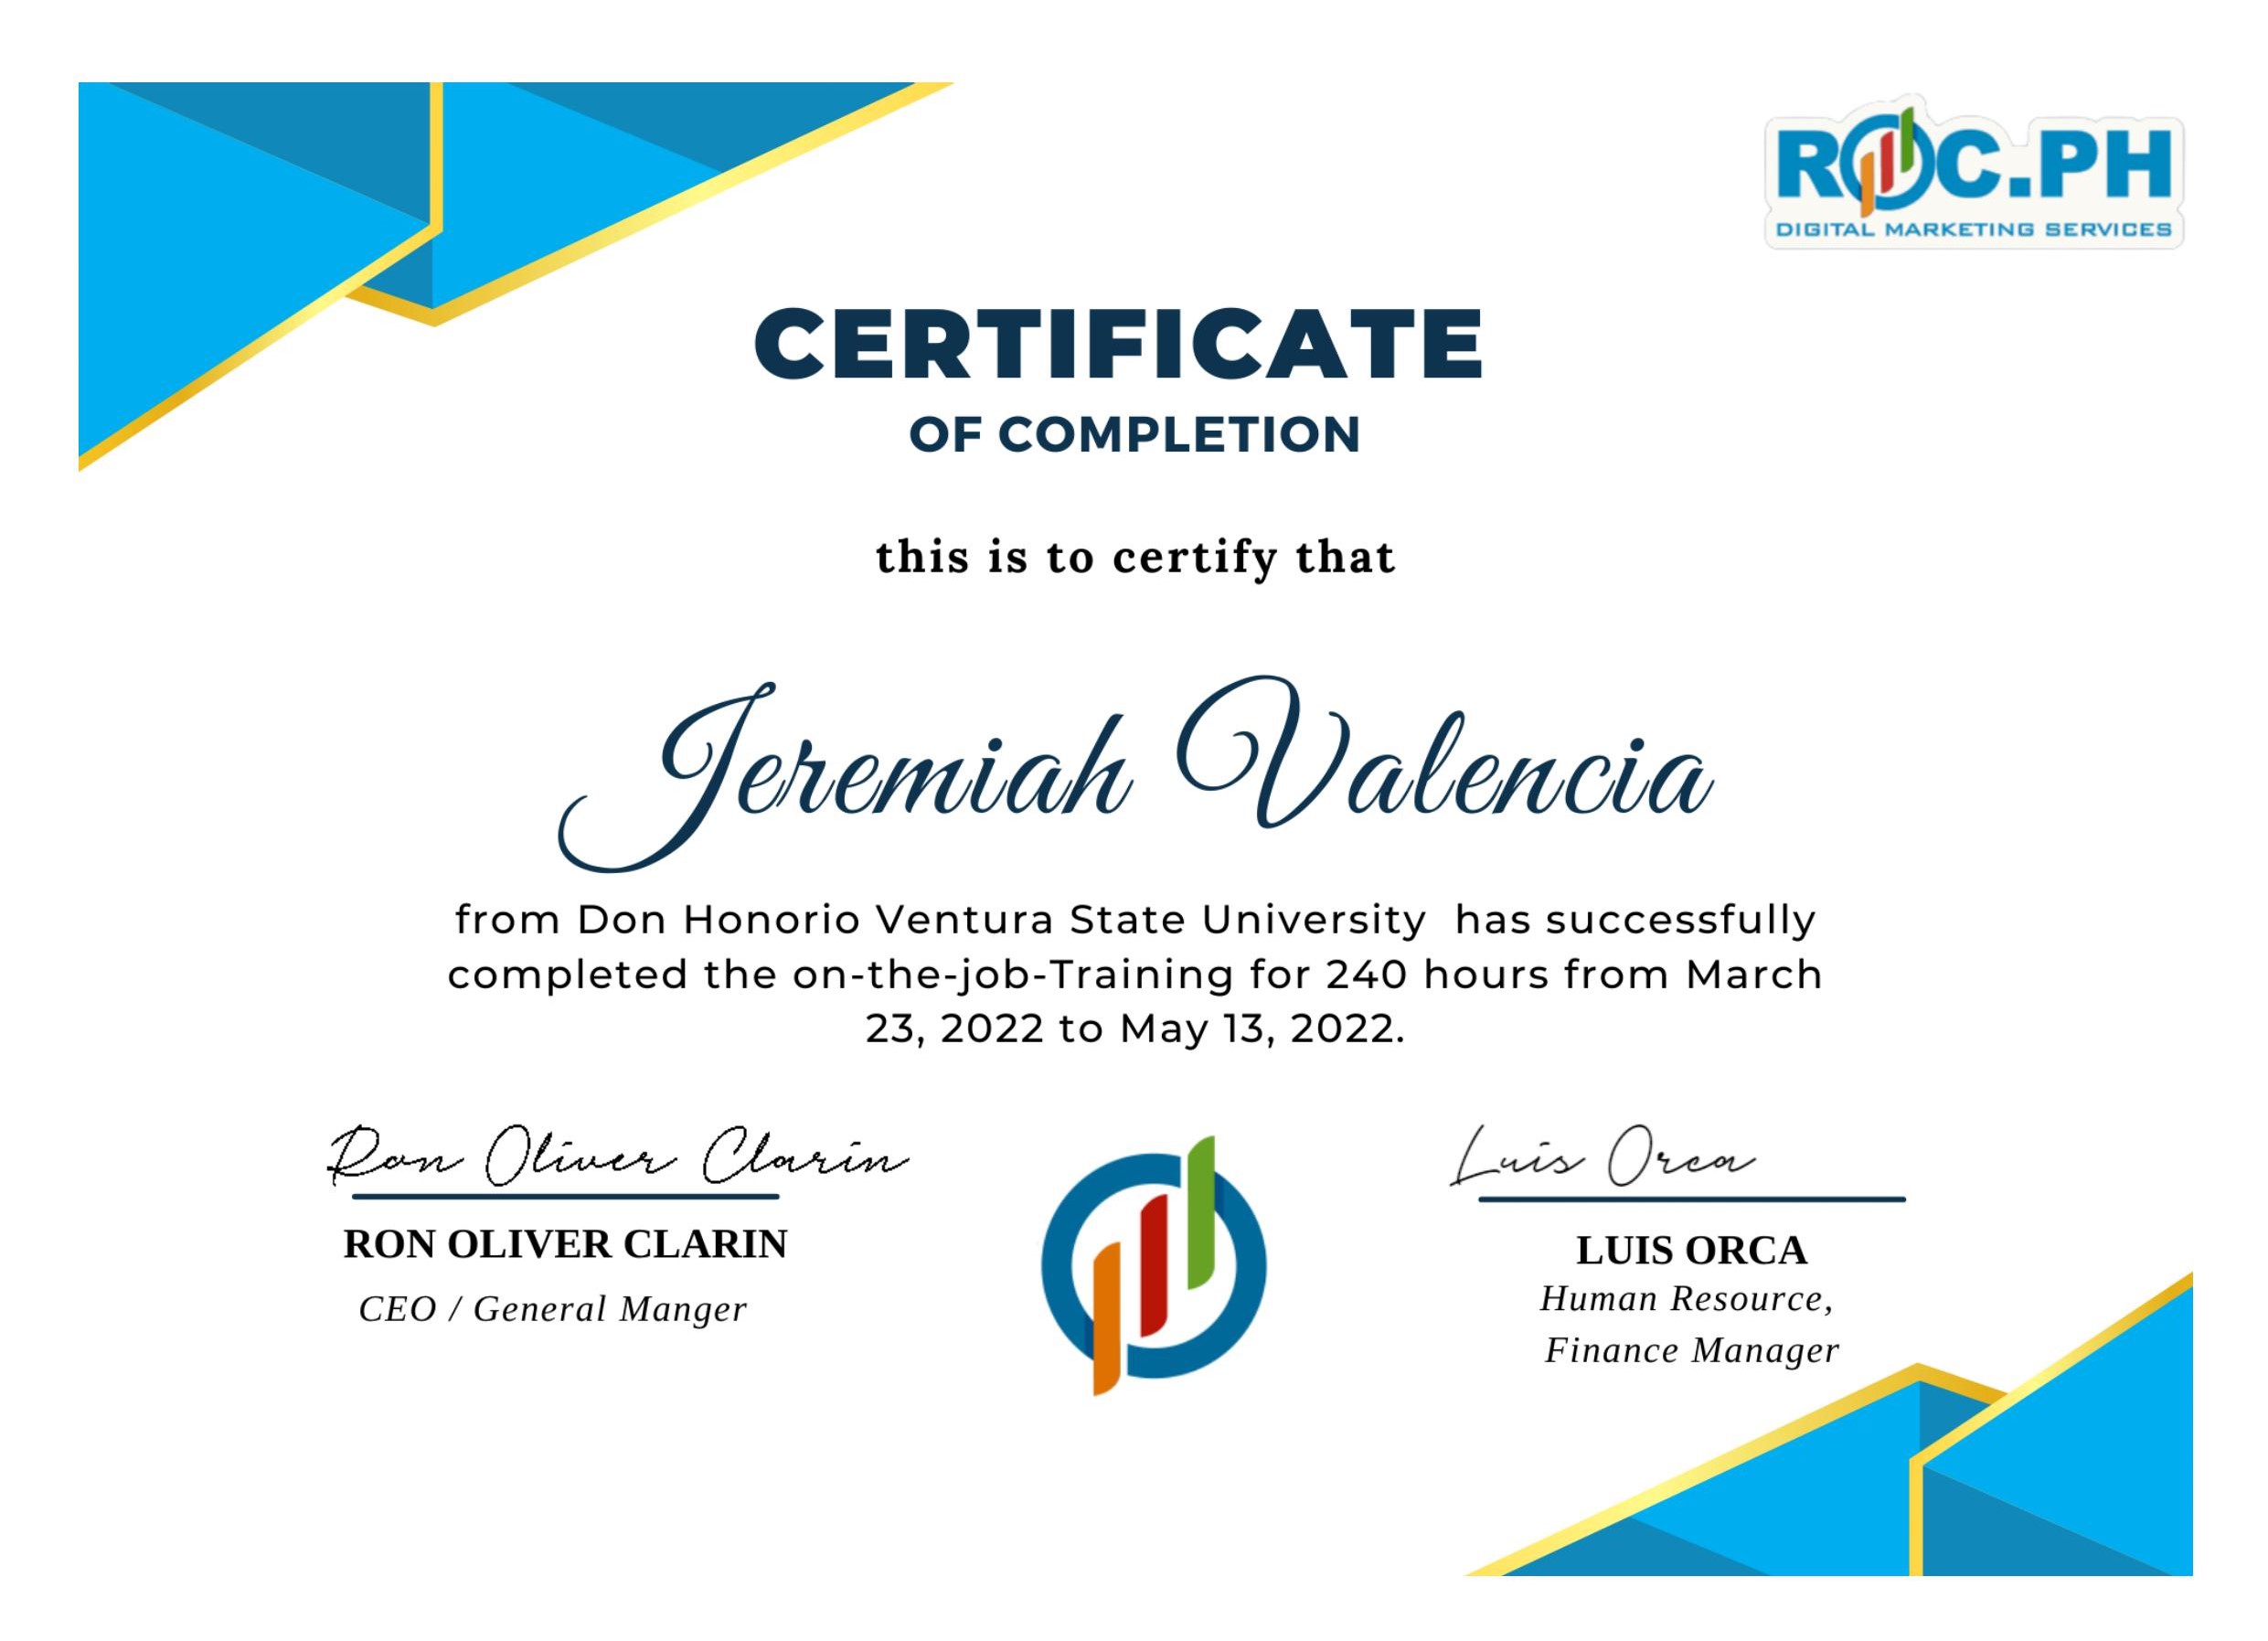 ROC.PH
DIGITAL MARKETING SERVICES
CERTIFICATE
OF COMPLETION
this is to certify that
Jeremiah Valencia
from Don Honorio Ventura State University has successfully
completed the on-the-job-Training for 240 hours from March
23, 2022 to May 13, 2022.
Ron Oliver Clarin
RON OLIVER CLARIN
CEO / General Manger
Luis Orca
LUIS ORCA
Human Resource,
Finance Manager